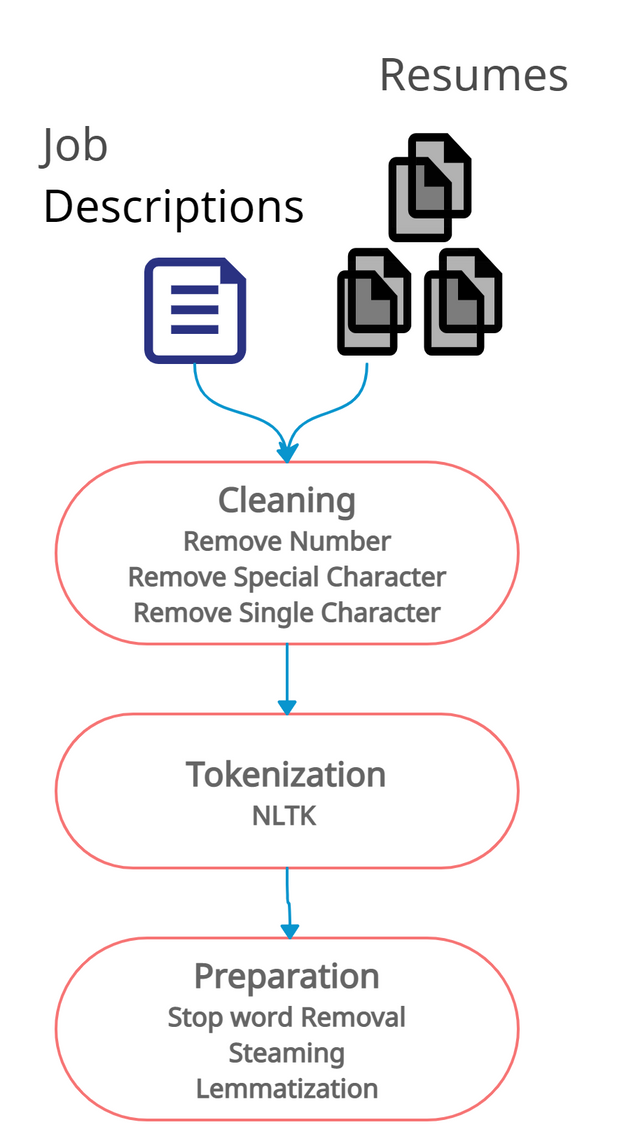 Resumes
Job
Descriptions
Cleaning
Remove Number
Remove Special Character
Remove Single Character
Tokenization
NLTK
Preparation
Stop word Removal
Steaming
Lemmatization